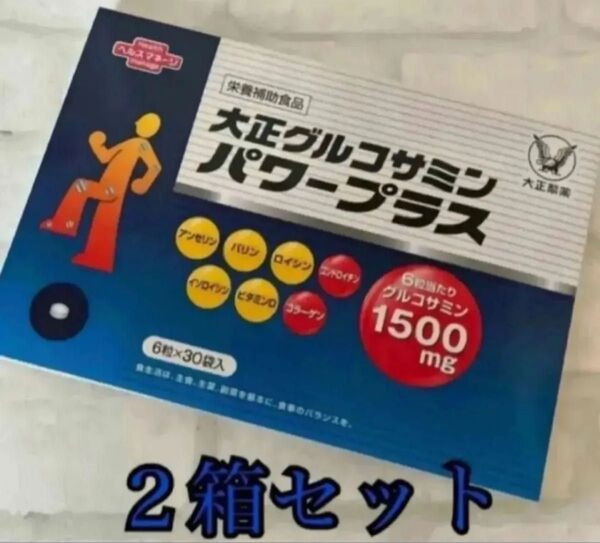 Health
ヘルスマネージ
manage
栄養補助食品
大正グルコサミン
パワープラス
大正製薬
アンセリン
バリン
ロイシン
コンドロイチン
イソロイシン
ビタミンD
コラーゲン
6粒当たり
グルコサミン
1500
mg
6粒×30袋入
食生活は、主食、主菜、副菜を基本に、食事のバランスを。
2箱セット